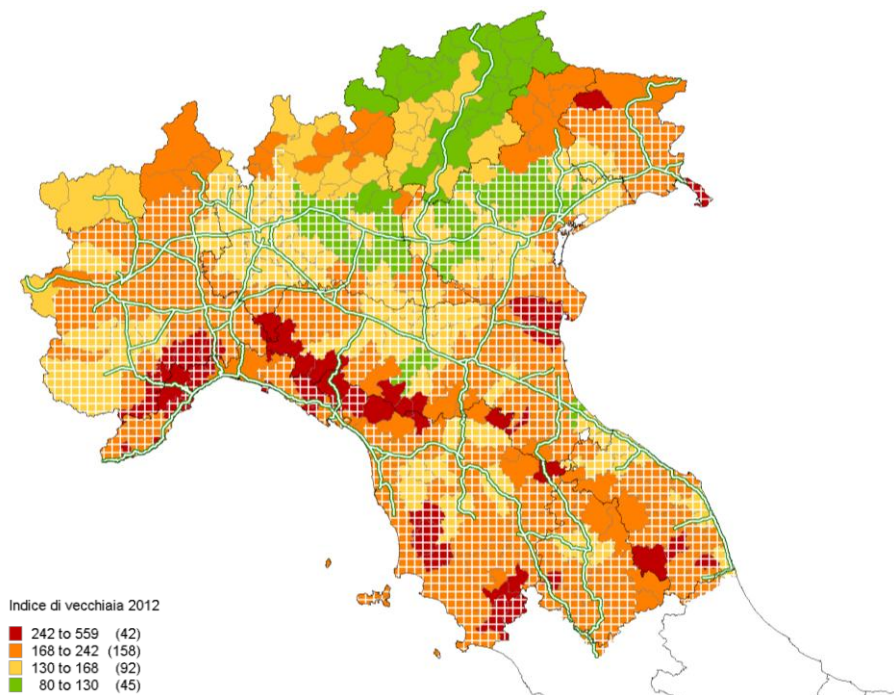 Indice di vecchiaia 2012
242 to 559 (42)
168 to 242 (158)
130 to 168 (92)
80 to 130 (45)